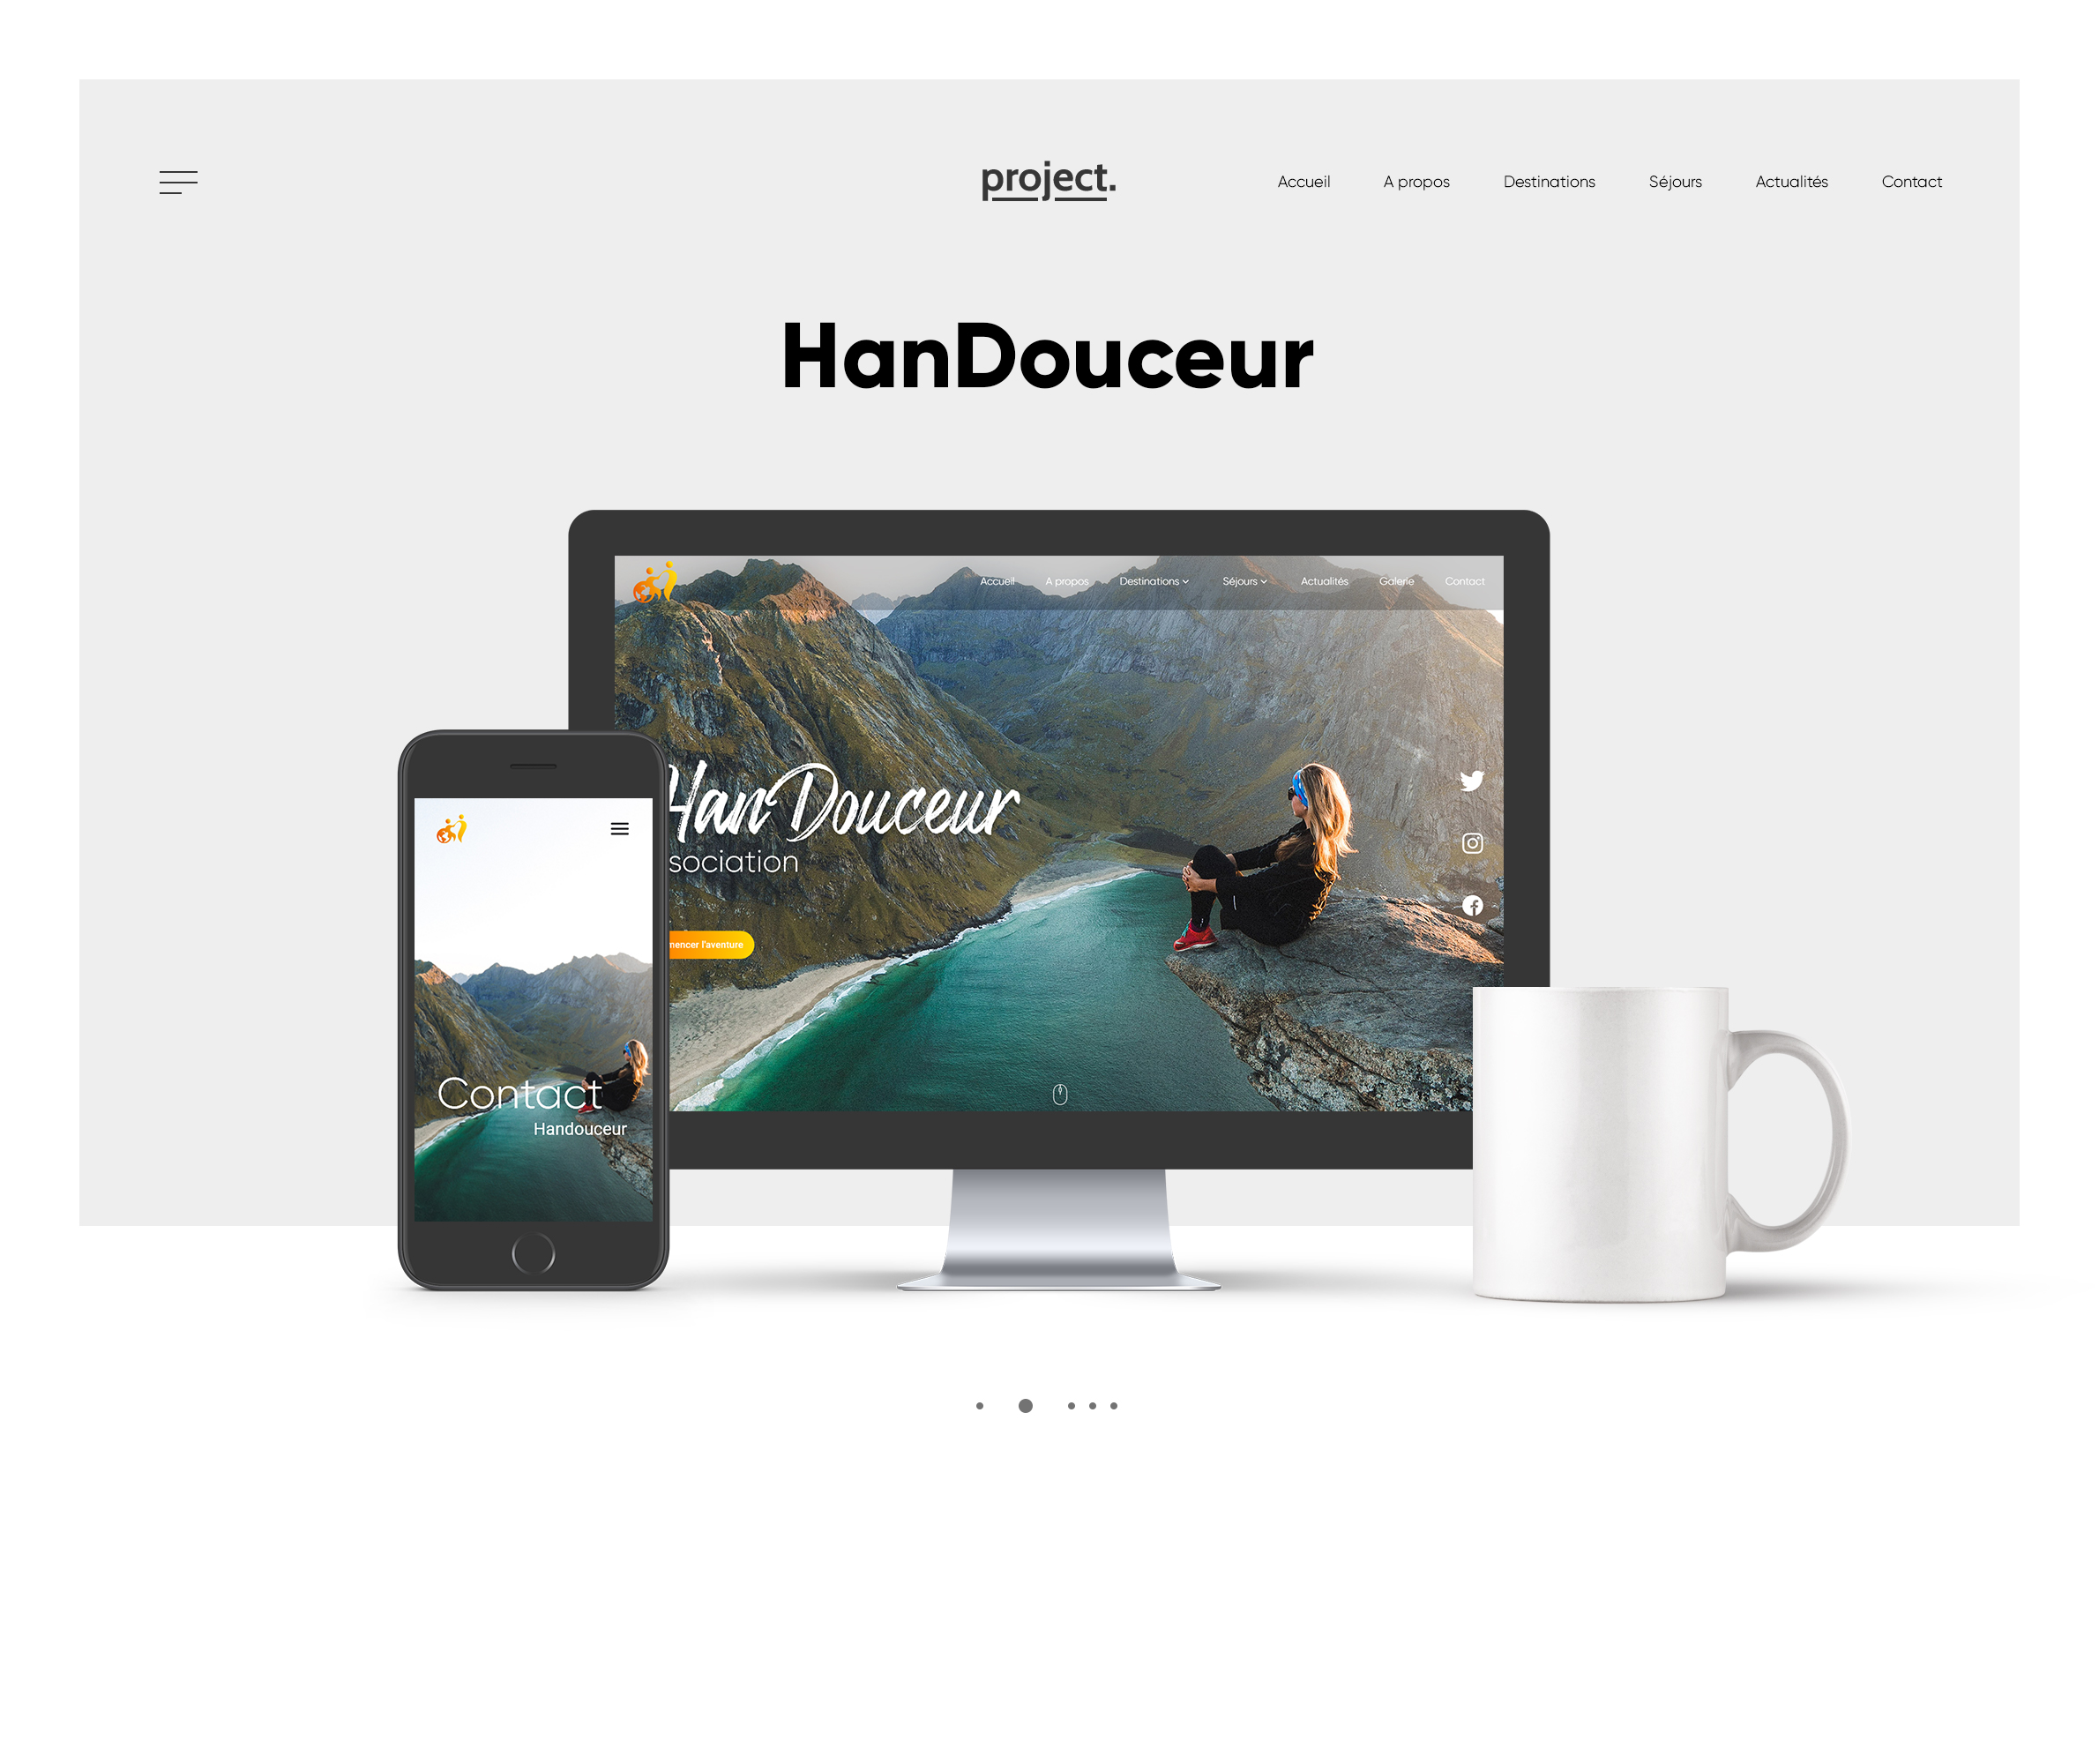 project.
Accueil A propos Destinations Séjours Actualités Contact
HanDouceur
Accueil A propos Destinations Séjours Actualités Galerie Contact
HanDouceur
sociation
mencer l'aventure
Contact
Handouceur